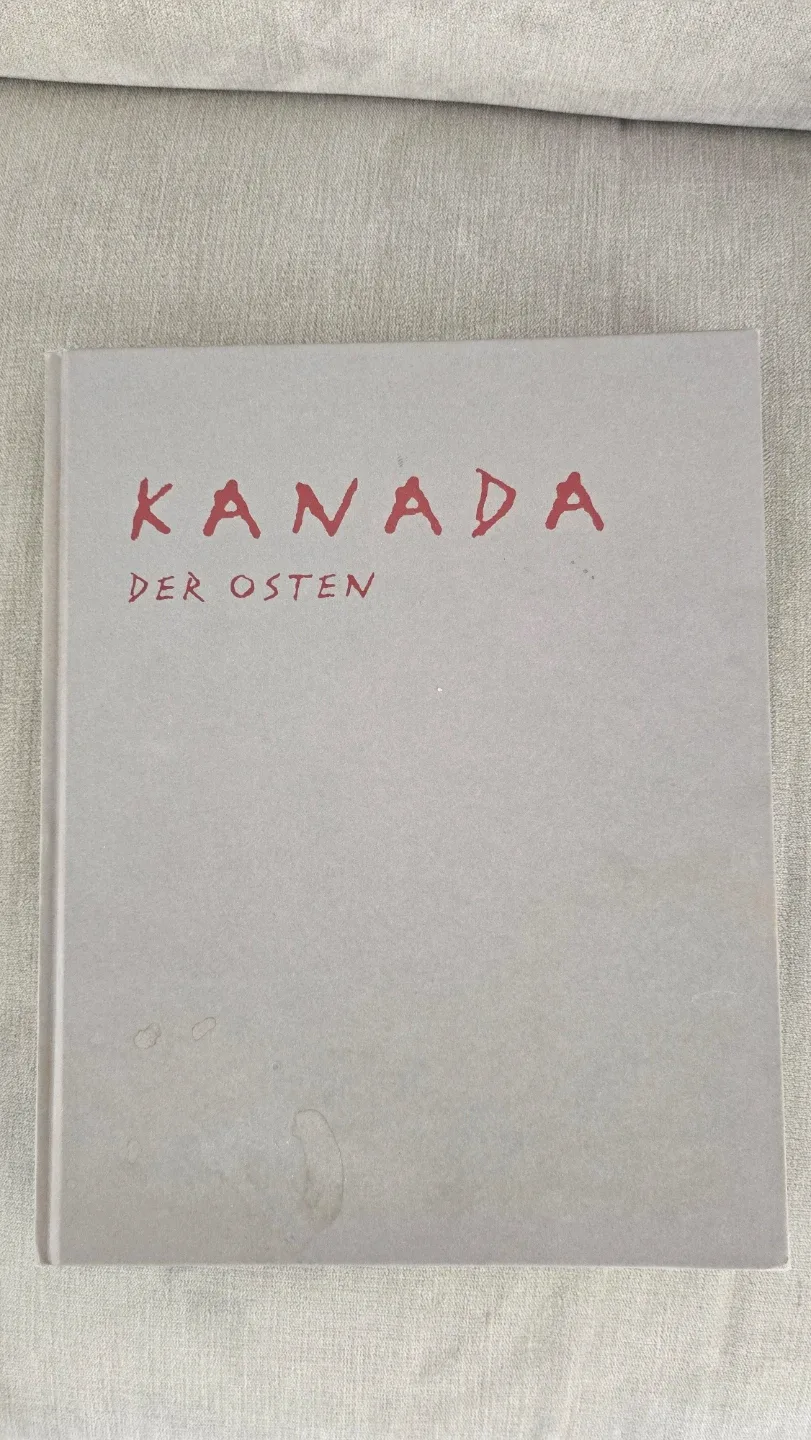 KANADA
DER OSTEN